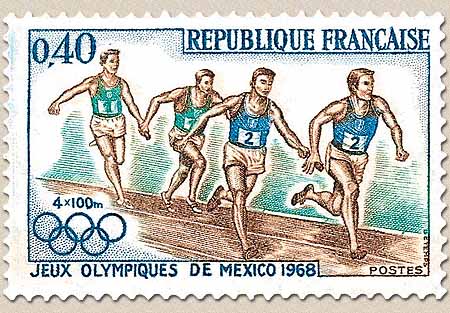 0,40 REPUBLIQUE FRANÇAISE
1
1
2
2
4×100m
JEUX OLYMPIQUES DE MEXICO 1968
POSTES